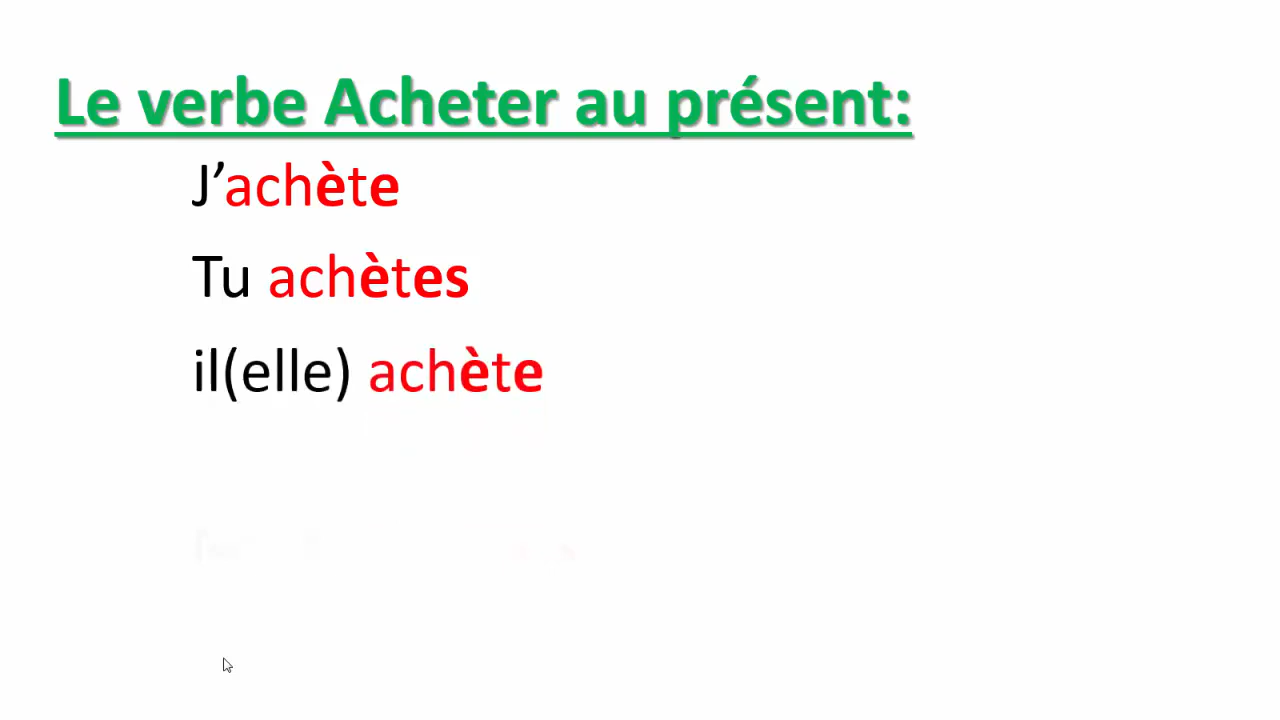 Le verbe Acheter au présent:
J’achète
Tu achètes
il(elle) achète